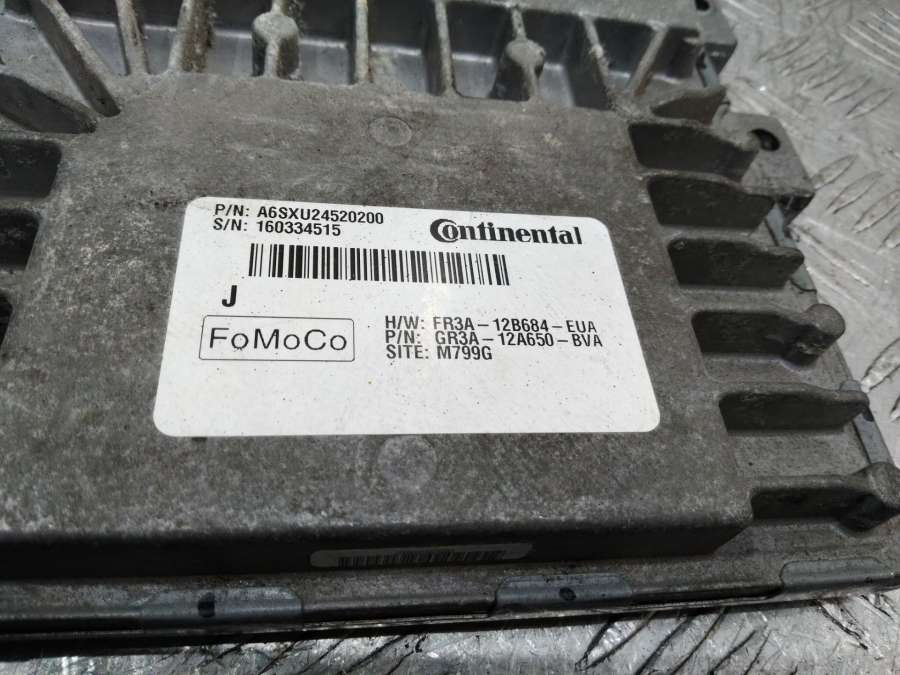 P/N: A6SXU24520200
S/N: 160334515
Continental
J
FoMoCo
H/W: FR3A-12B684-EUA
P/N: GR3A-12A650-BVA
SITE: M799G